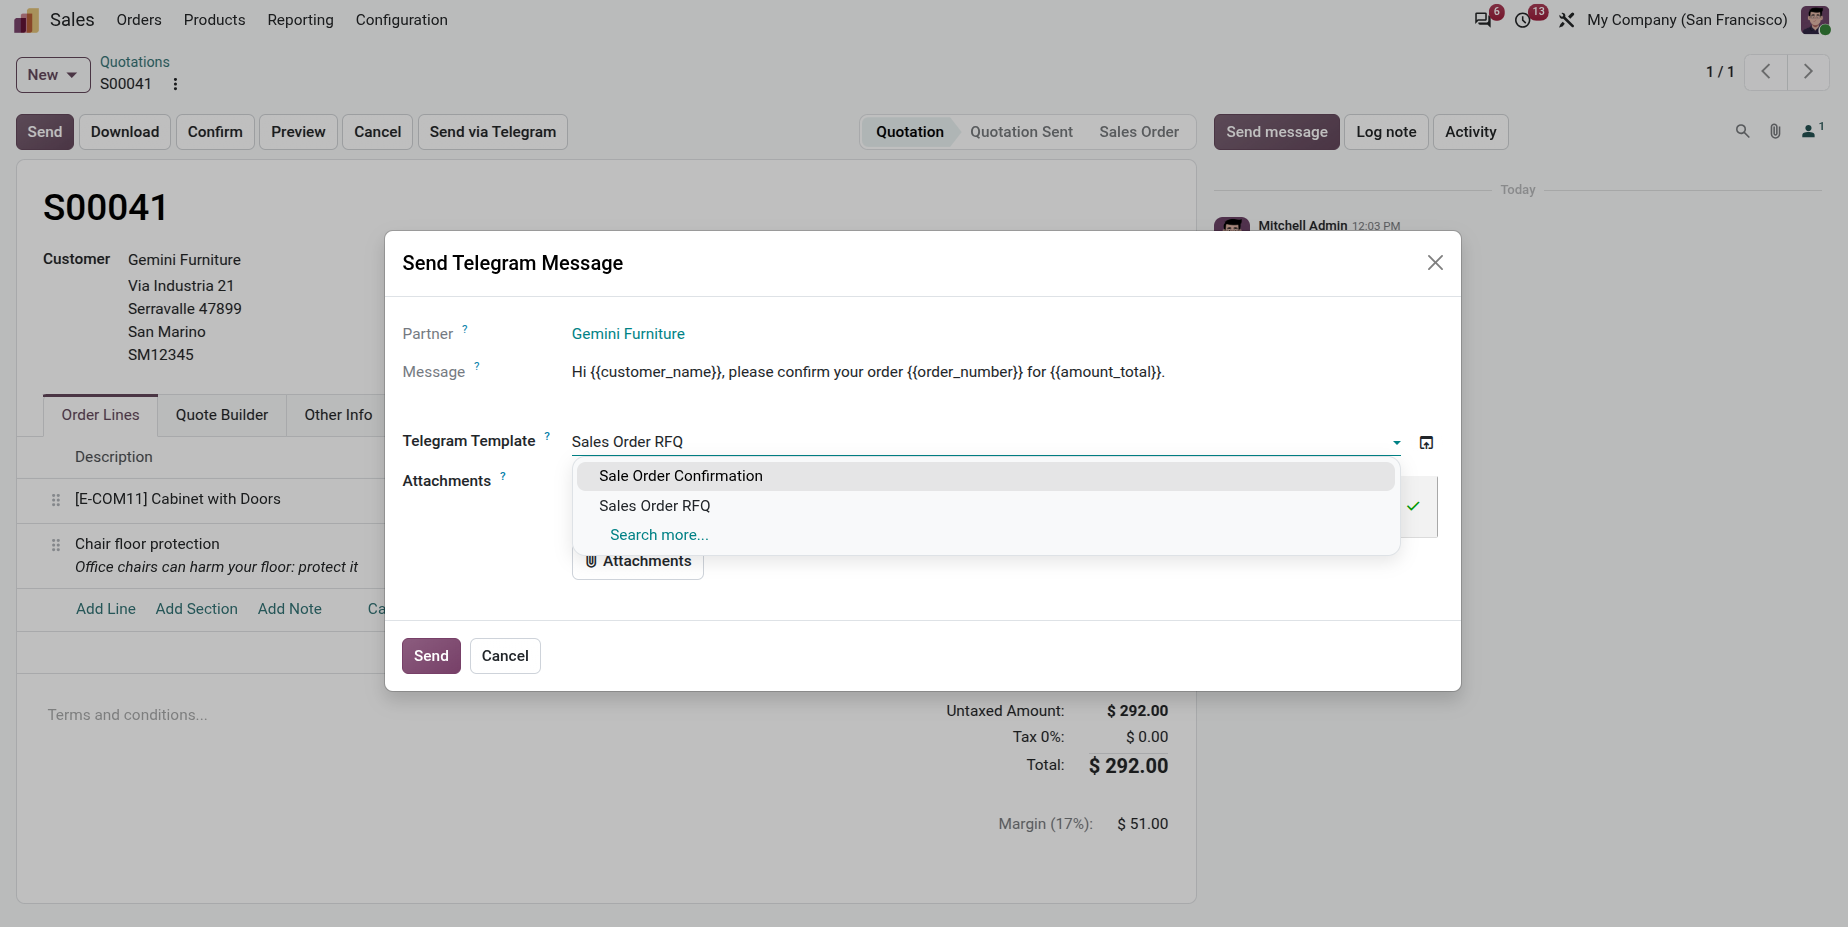 Sales Orders Products Reporting Configuration
6 13 My Company (San Francisco)
New
Quotations
S00041
1 / 1
Send Download Confirm Preview Cancel Send via Telegram
Quotation Quotation Sent Sales Order
Send message Log note Activity
1
Today
S00041
Mitchell Admin 12:03 PM
Customer Gemini Furniture
Via Industria 21
Serravalle 47899
San Marino
SM12345
Order Lines Quote Builder Other Info
Description
[E-COM11] Cabinet with Doors
Chair floor protection
Office chairs can harm your floor: protect it
Add Line Add Section Add Note Ca
Send Telegram Message
Partner ? Gemini Furniture
Message ? Hi {{customer_name}}, please confirm your order {{order_number}} for {{amount_total}}.
Telegram Template ? Sales Order RFQ
Sale Order Confirmation
Attachments ?
Sales Order RFQ
Search more...
Attachments
Send Cancel
Terms and conditions...
Untaxed Amount: $ 292.00
Tax 0%: $ 0.00
Total: $ 292.00
Margin (17%): $ 51.00